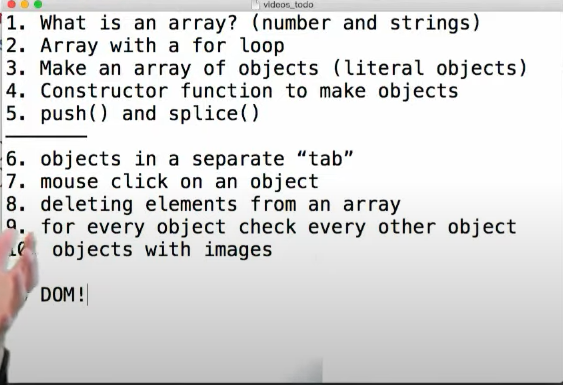 videos_todo
1. What is an array? (number and strings)
2. Array with a for loop
3. Make an array of objects (literal objects)
4. Constructor function to make objects
5. push() and splice()
6. objects in a separate “tab”
7. mouse click on an object
8. deleting elements from an array
9. for every object check every other object
10 objects with images
DOM!